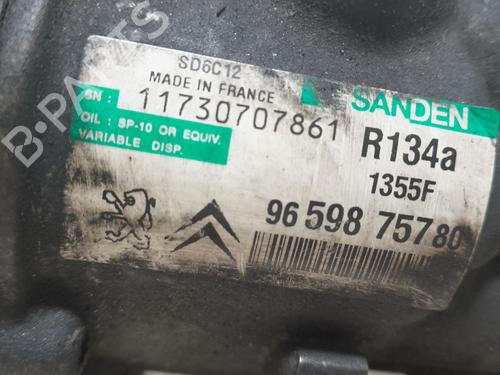 SD6C12
MADE IN FRANCE
SANDEN
SN: 11730707861
OIL: SP-10 OR EQUIV.
VARIABLE DISP.
R134a
1355F
96 598 757 80
B-PARTS